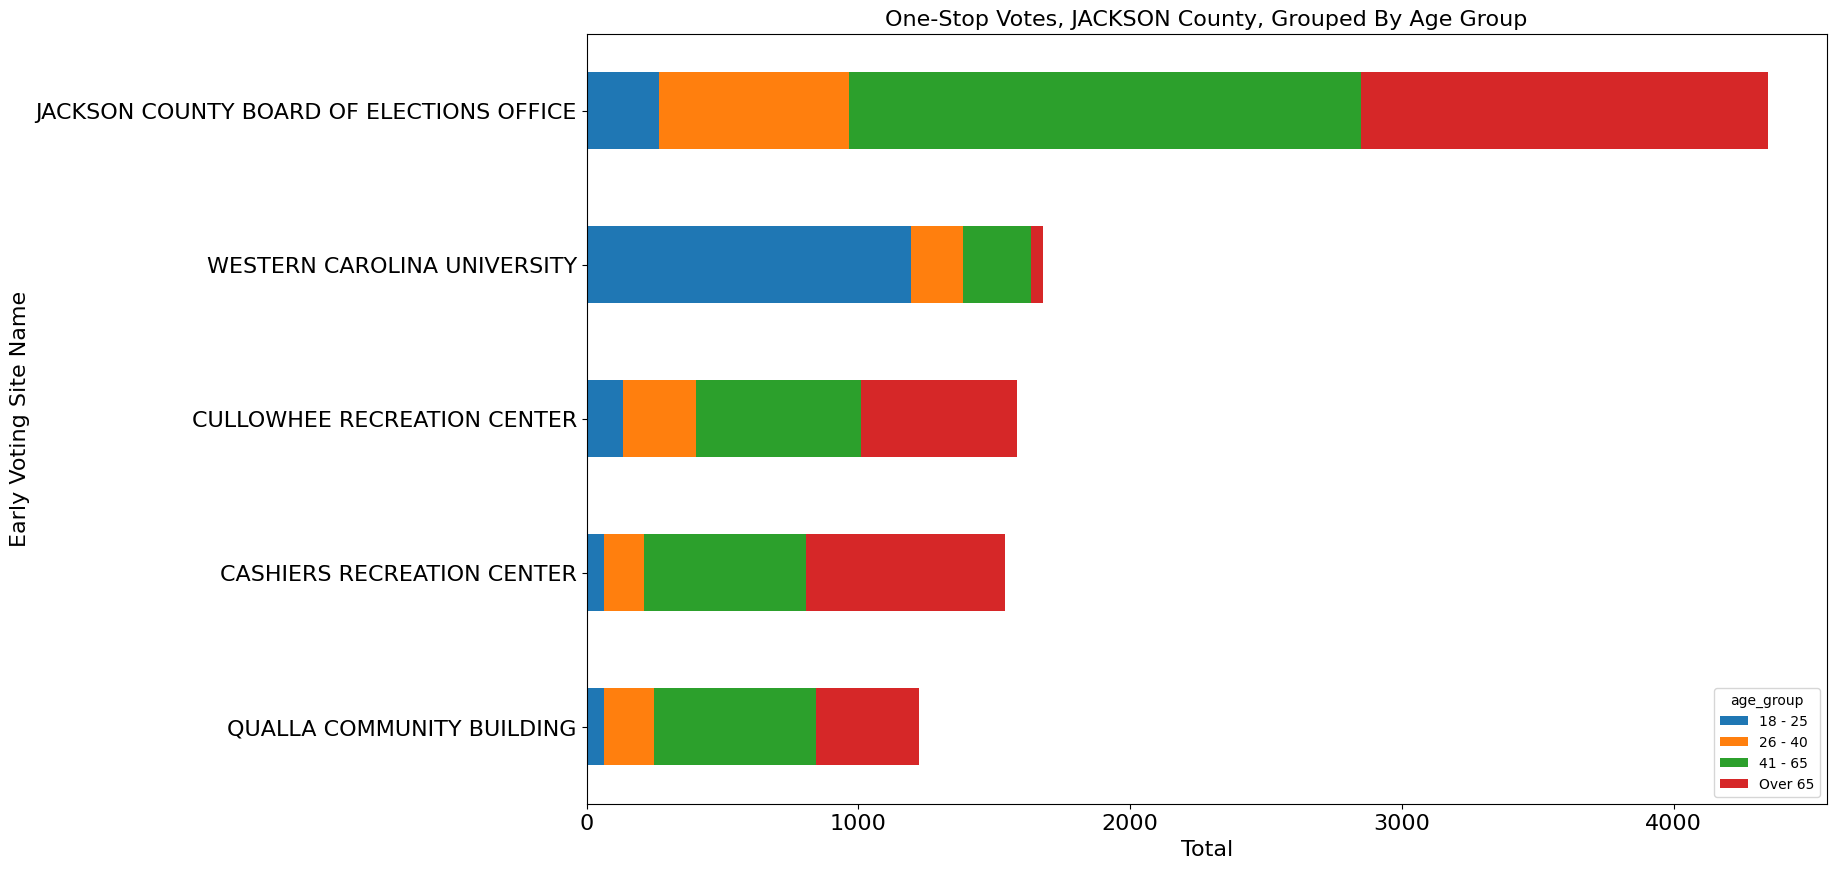 One-Stop Votes, JACKSON County, Grouped By Age Group
Early Voting Site Name
JACKSON COUNTY BOARD OF ELECTIONS OFFICE
WESTERN CAROLINA UNIVERSITY
CULLOWHEE RECREATION CENTER
CASHIERS RECREATION CENTER
QUALLA COMMUNITY BUILDING
age_group
18 - 25
26 - 40
41 - 65
Over 65
0 1000 2000 3000 4000
Total